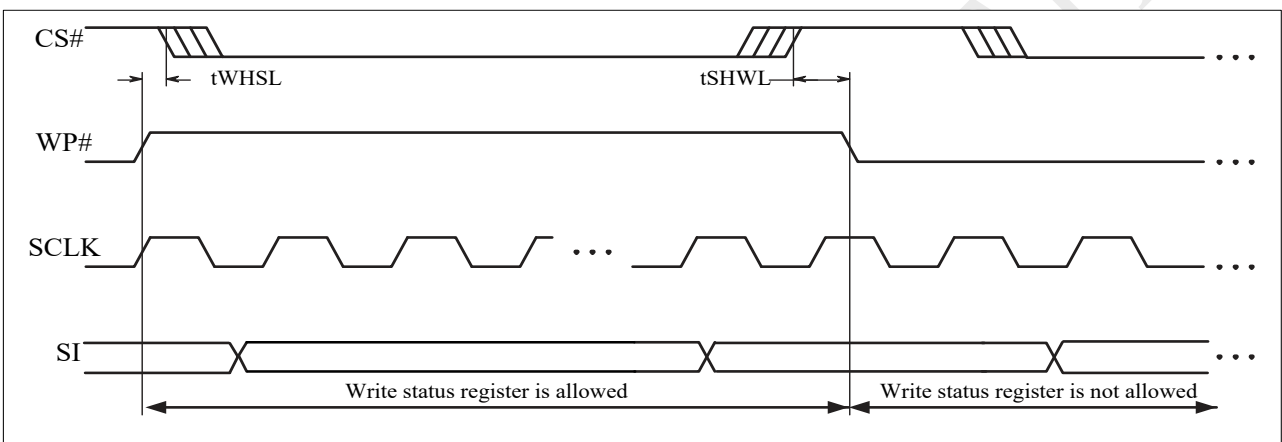 CS#
tWHSL
tSHWL
WP#
SCLK
SI
Write status register is allowed
Write status register is not allowed